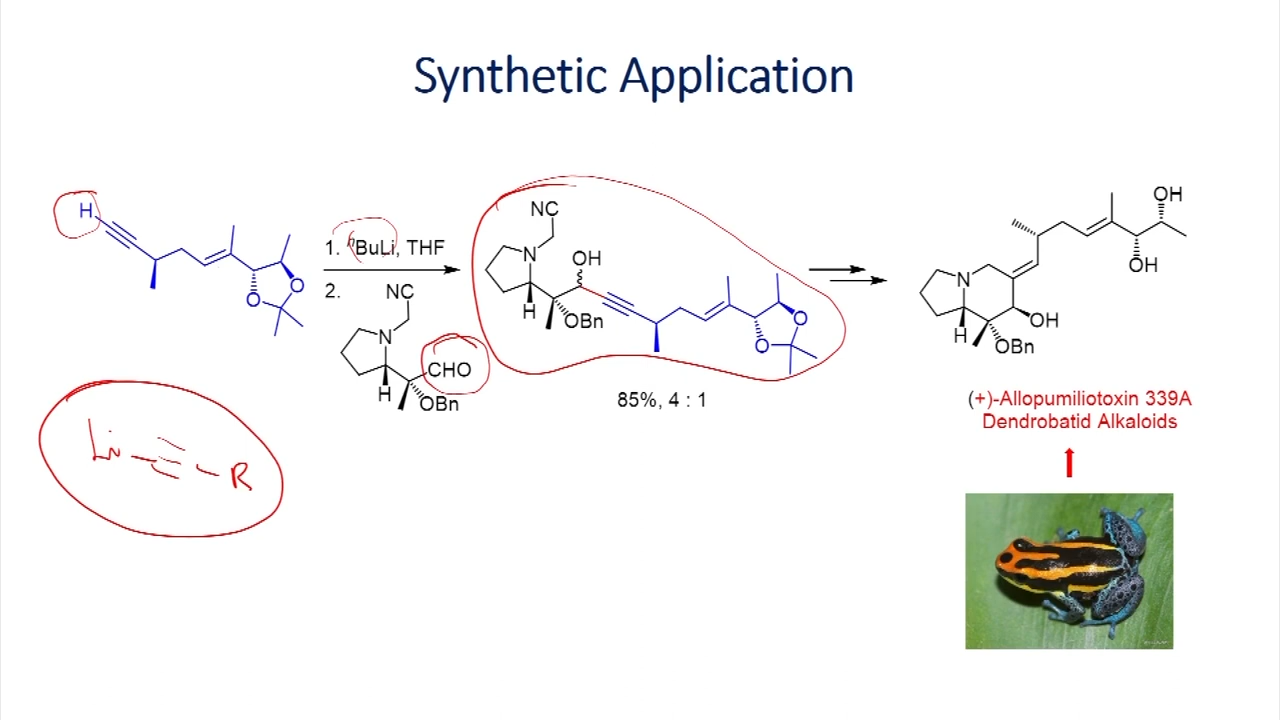 Synthetic Application
H
O
O
1. nBuLi, THF
2.
NC
N
H
CHO
OBn
NC
N
H
OH
OBn
O
O
85%, 4 : 1
N
H
OH
OBn
OH
OH
(+)-Allopumiliotoxin 339A
Dendrobatid Alkaloids
Li
R